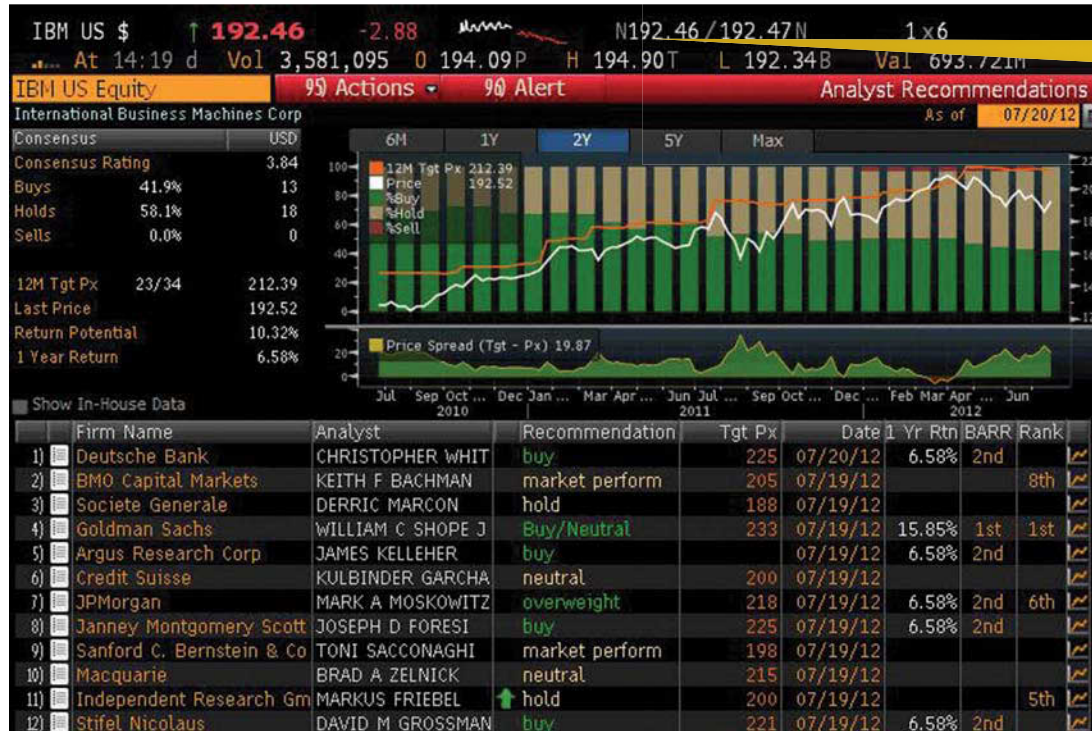 IBM US $ ↑ 192.46 -2.88 N192.46/192.47N 1x6
At 14:19 d Vol 3,581,095 O 194.09P H 194.90T L 192.34B Val 693.721M
IBM US Equity 95) Actions 96) Alert Analyst Recommendations
International Business Machines Corp As of 07/20/12
Consensus USD 6M 1Y 2Y 5Y Max
Consensus Rating 3.84
Buys 41.9% 13
Holds 58.1% 18
Sells 0.0% 0
12M Tgt Px 23/34 212.39
Last Price 192.52
Return Potential 10.32%
1 Year Return 6.58%
Show In-House Data
100
80
60
40
20
0
12M Tgt Px 212.39
Price 192.52
%Buy
%Hold
%Sell
20
0
Price Spread (Tgt - Px) 19.87
Jul Sep Oct ... Dec Jan ... Mar Apr ... Jun Jul ... Sep Oct ... Dec ... Feb Mar Apr ... Jun
2010 2011 2012
Firm Name Analyst Recommendation Tgt Px Date 1 Yr Rtn BARR Rank
1) Deutsche Bank CHRISTOPHER WHIT buy 225 07/20/12 6.58% 2nd
2) BMO Capital Markets KEITH F BACHMAN market perform 205 07/19/12 8th
3) Societe Generale DERRIC MARCON hold 188 07/19/12
4) Goldman Sachs WILLIAM C SHOPE J Buy/Neutral 233 07/19/12 15.85% 1st 1st
5) Argus Research Corp JAMES KELLEHER buy 07/19/12 6.58% 2nd
6) Credit Suisse KULBINDER GARCHA neutral 200 07/19/12
7) JPMorgan MARK A MOSKOWITZ overweight 218 07/19/12 6.58% 2nd 6th
8) Janney Montgomery Scott JOSEPH D FORESI buy 225 07/19/12 6.58% 2nd
9) Sanford C. Bernstein & Co TONI SACCONAGHI market perform 198 07/19/12
10) Macquarie BRAD A ZELNICK neutral 215 07/19/12
11) Independent Research Gm MARKUS FRIEBEL hold 200 07/19/12 5th
12) Stifel Nicolaus DAVID M GROSSMAN buy 221 07/19/12 6.58% 2nd